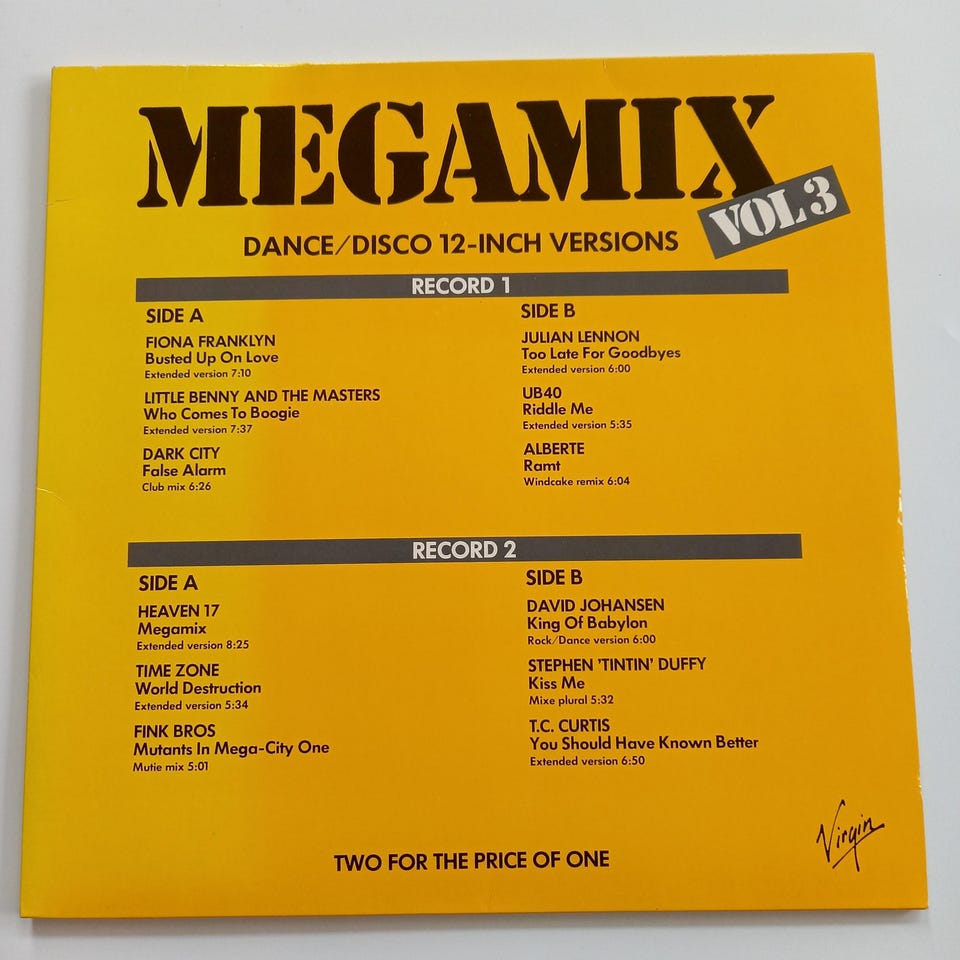 MEGAMIX
VOL 3
DANCE/DISCO 12-INCH VERSIONS
RECORD 1
SIDE A
FIONA FRANKLYN
Busted Up On Love
Extended version 7:10
LITTLE BENNY AND THE MASTERS
Who Comes To Boogie
Extended version 7:37
DARK CITY
False Alarm
Club mix 6:26
SIDE B
JULIAN LENNON
Too Late For Goodbyes
Extended version 6:00
UB40
Riddle Me
Extended version 5:35
ALBERTE
Ramt
Windcake remix 6:04
RECORD 2
SIDE A
HEAVEN 17
Megamix
Extended version 8:25
TIME ZONE
World Destruction
Extended version 5:34
FINK BROS
Mutants In Mega-City One
Mutie mix 5:01
SIDE B
DAVID JOHANSEN
King Of Babylon
Rock/Dance version 6:00
STEPHEN 'TINTIN' DUFFY
Kiss Me
Mixe plural 5:32
T.C. CURTIS
You Should Have Known Better
Extended version 6:50
Virgin
TWO FOR THE PRICE OF ONE